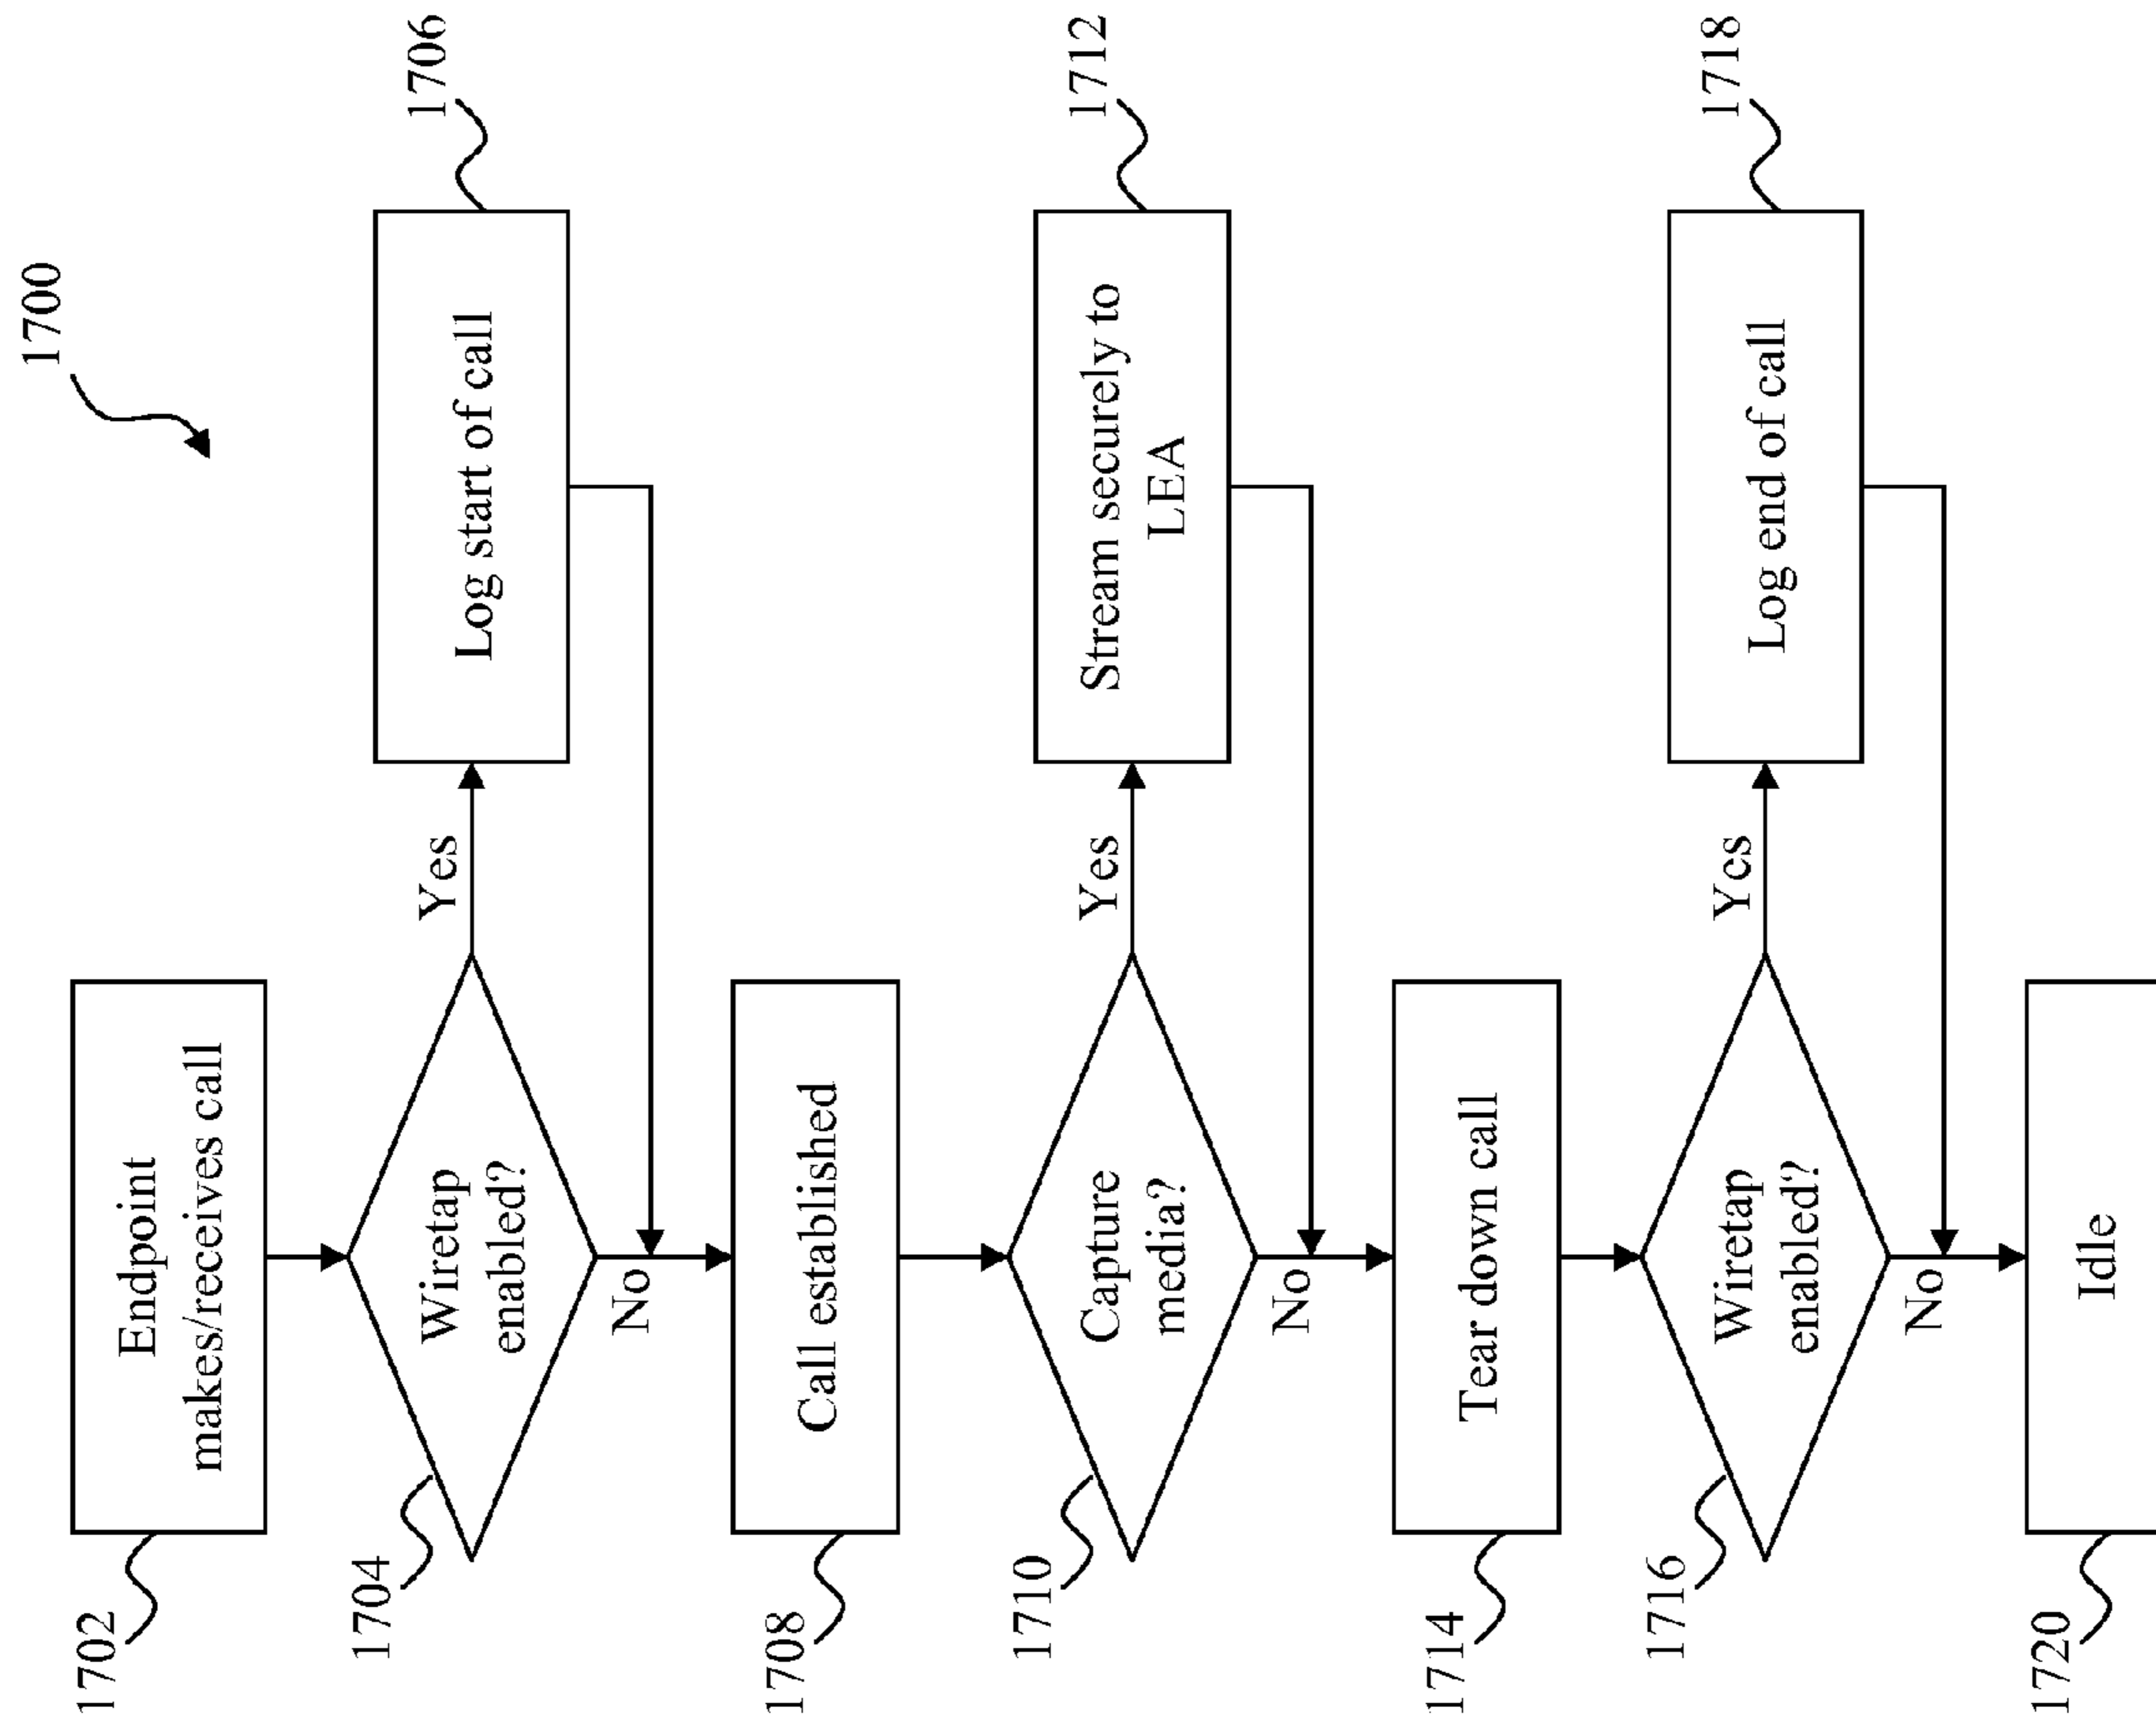 1700
1702
Endpoint
makes/receives call
1704
Wiretap
enabled?
Yes
Log start of call
1706
No
1708
Call established
1710
Capture
media?
Yes
Stream securely to
LEA
1712
No
1714
Tear down call
1716
Wiretap
enabled?
Yes
Log end of call
1718
No
1720
Idle